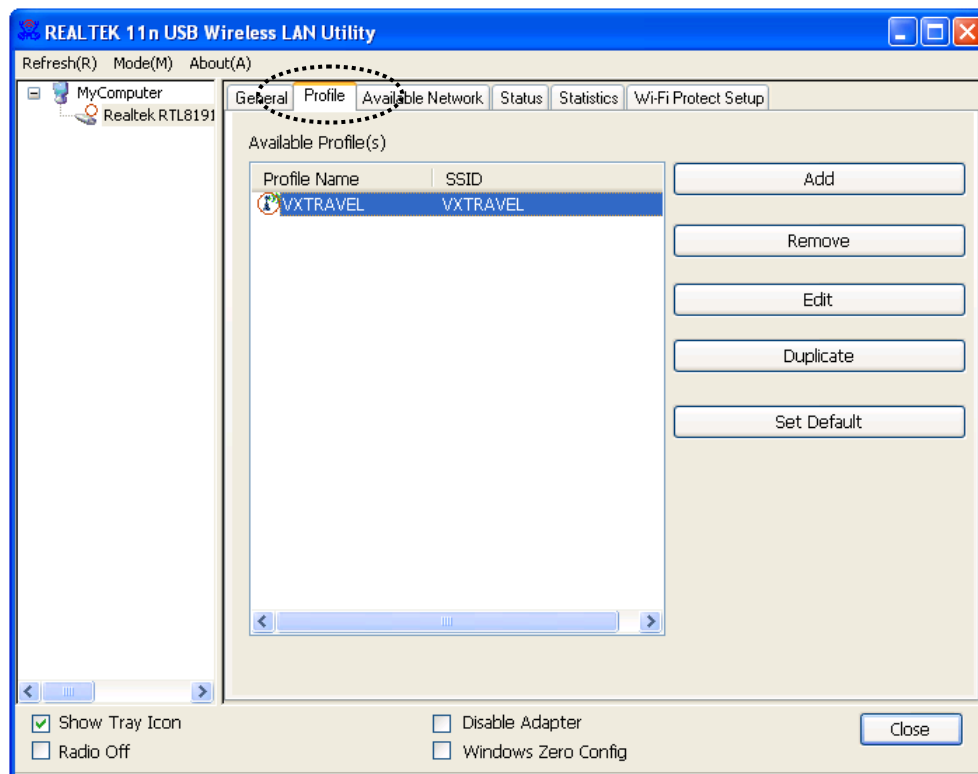 REALTEK 11n USB Wireless LAN Utility
Refresh(R) Mode(M) About(A)
MyComputer
Realtek RTL8191
General Profile Available Network Status Statistics Wi-Fi Protect Setup
Available Profile(s)
Profile Name SSID
VXTRAVEL VXTRAVEL
Add
Remove
Edit
Duplicate
Set Default
Show Tray Icon
Radio Off
Disable Adapter
Windows Zero Config
Close